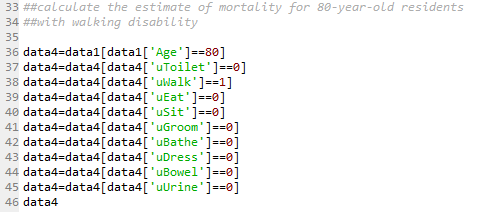 33 ##calculate the estimate of mortality for 80-year-old residents
34 ##with walking disability
35
36 data4=data1[data1['Age']==80]
37 data4=data4[data4['uToilet']==0]
38 data4=data4[data4['uWalk']==1]
39 data4=data4[data4['uEat']==0]
40 data4=data4[data4['uSit']==0]
41 data4=data4[data4['uGroom']==0]
42 data4=data4[data4['uBathe']==0]
43 data4=data4[data4['uDress']==0]
44 data4=data4[data4['uBowel']==0]
45 data4=data4[data4['uUrine']==0]
46 data4